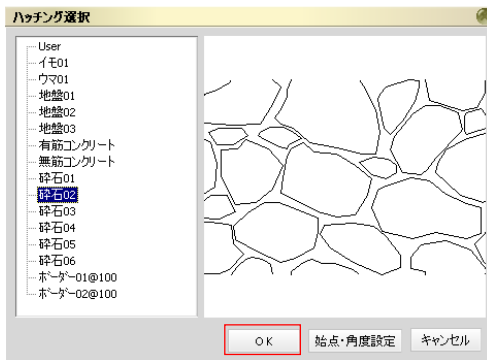 ハッチング選択
User
イモ01
ウマ01
地盤01
地盤02
地盤03
有筋コンクリート
無筋コンクリート
砕石01
砕石02
砕石03
砕石04
砕石05
砕石06
ボーダー01@100
ボーダー02@100
OK
始点・角度設定
キャンセル